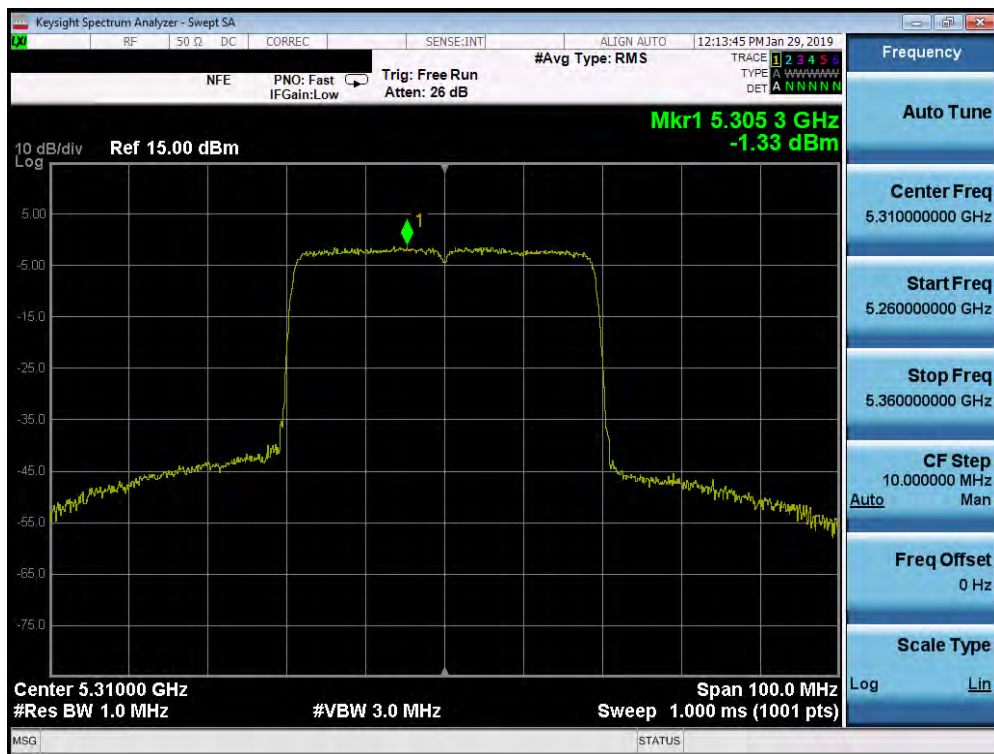 Keysight Spectrum Analyzer - Swept SA
LXI RF 50 Ω DC CORREC SENSE:INT ALIGN AUTO 12:13:45 PM Jan 29, 2019
NFE PNO: Fast Trig: Free Run #Avg Type: RMS TRACE 1 2 3 4 5 6
IFGain:Low Atten: 26 dB TYPE A WWWWW
DET A N N N N N
Mkr1 5.305 3 GHz
-1.33 dBm
10 dB/div Ref 15.00 dBm
Log
1
5.00
-5.00
-15.0
-25.0
-35.0
-45.0
-55.0
-65.0
-75.0
Center 5.31000 GHz Span 100.0 MHz
#Res BW 1.0 MHz #VBW 3.0 MHz Sweep 1.000 ms (1001 pts)
MSG STATUS
Frequency
Auto Tune
Center Freq
5.310000000 GHz
Start Freq
5.260000000 GHz
Stop Freq
5.360000000 GHz
CF Step
10.000000 MHz
Auto Man
Freq Offset
0 Hz
Scale Type
Log Lin